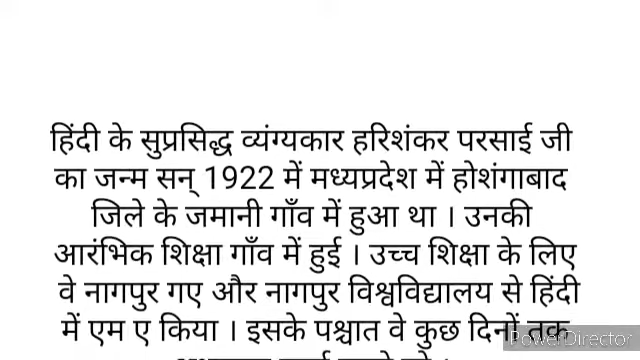 हिंदी के सुप्रसिद्ध व्यंग्यकार हरिशंकर परसाई जी
का जन्म सन् 1922 में मध्यप्रदेश में होशंगाबाद
जिले के जमानी गाँव में हुआ था । उनकी
आरंभिक शिक्षा गाँव में हुई । उच्च शिक्षा के लिए
वे नागपुर गए और नागपुर विश्वविद्यालय से हिंदी
में एम ए किया । इसके पश्चात वे कुछ दिनों तक
PowerDirector